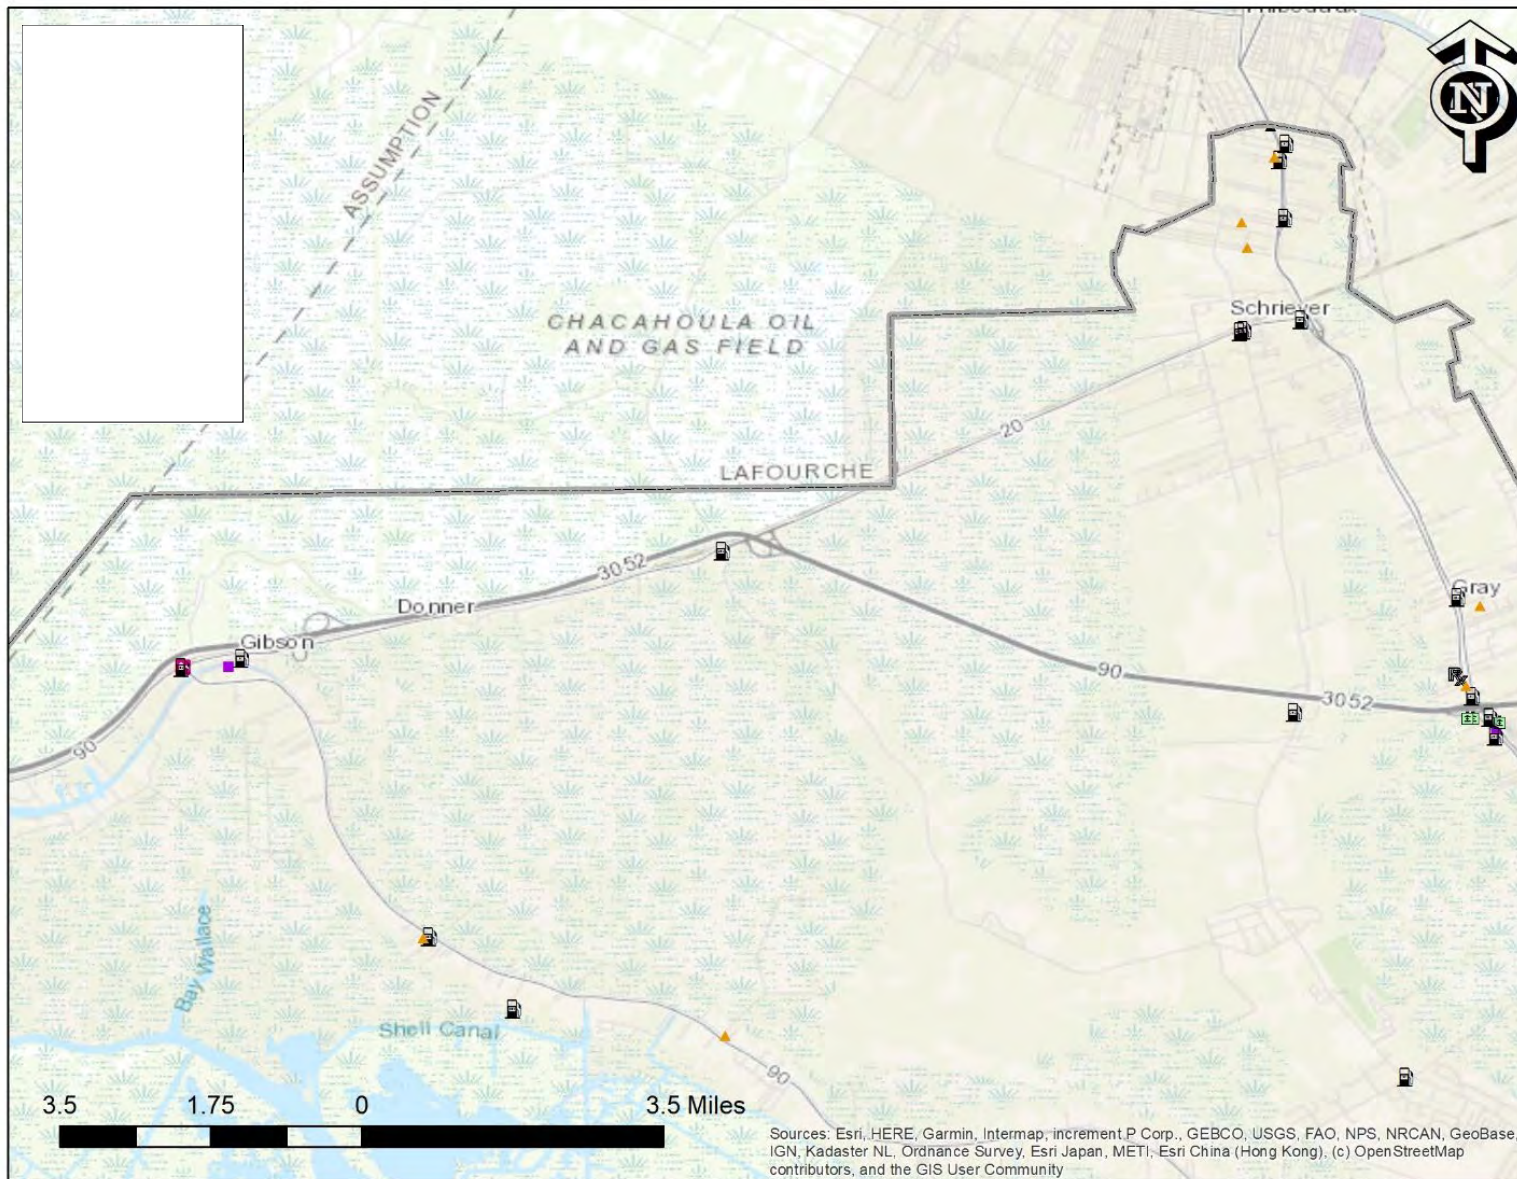 Thibodaux
N
ASSUMPTION
Schriever
CHACAHOULA OIL
AND GAS FIELD
20
LAFOURCHE
3052
Gray
Donner
Gibson
90
3052
Rx
90
Bay Wallace
Shell Canal
90
3.5 1.75 0 3.5 Miles
Sources: Esri, HERE, Garmin, Intermap, increment P Corp., GEBCO, USGS, FAO, NPS, NRCAN, GeoBase,
IGN, Kadaster NL, Ordnance Survey, Esri Japan, METI, Esri China (Hong Kong), (c) OpenStreetMap
contributors, and the GIS User Community